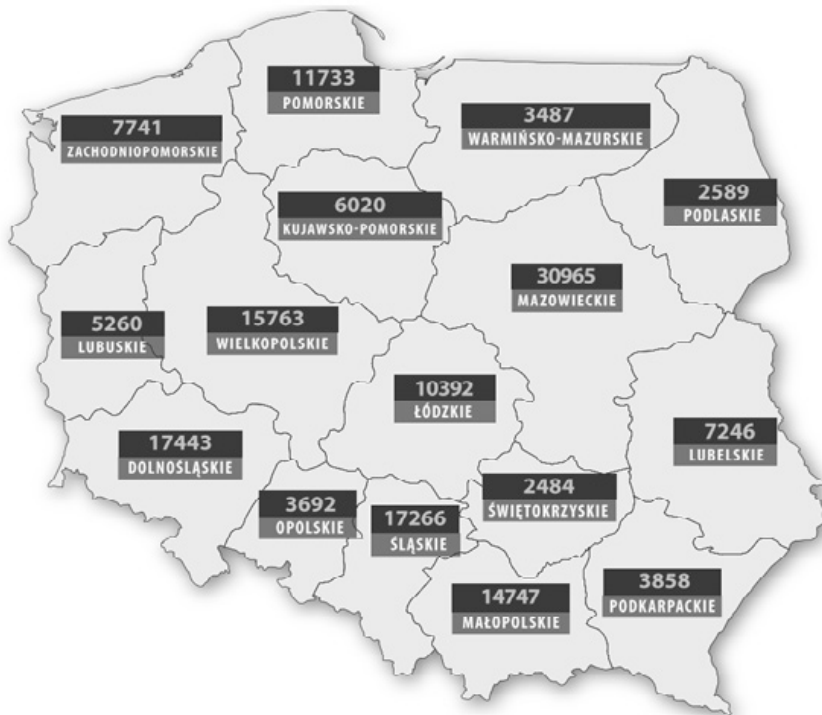 11733
POMORSKIE
3487
WARMIŃSKO-MAZURSKIE
7741
ZACHODNIOPOMORSKIE
2589
PODLASKIE
6020
KUJAWSKO-POMORSKIE
30965
MAZOWIECKIE
15763
WIELKOPOLSKIE
5260
LUBUSKIE
10392
ŁÓDZKIE
7246
LUBELSKIE
17443
DOLNOŚLĄSKIE
2484
ŚWIĘTOKRZYSKIE
3692
OPOLSKIE
17266
ŚLĄSKIE
3858
PODKARPACKIE
14747
MAŁOPOLSKIE